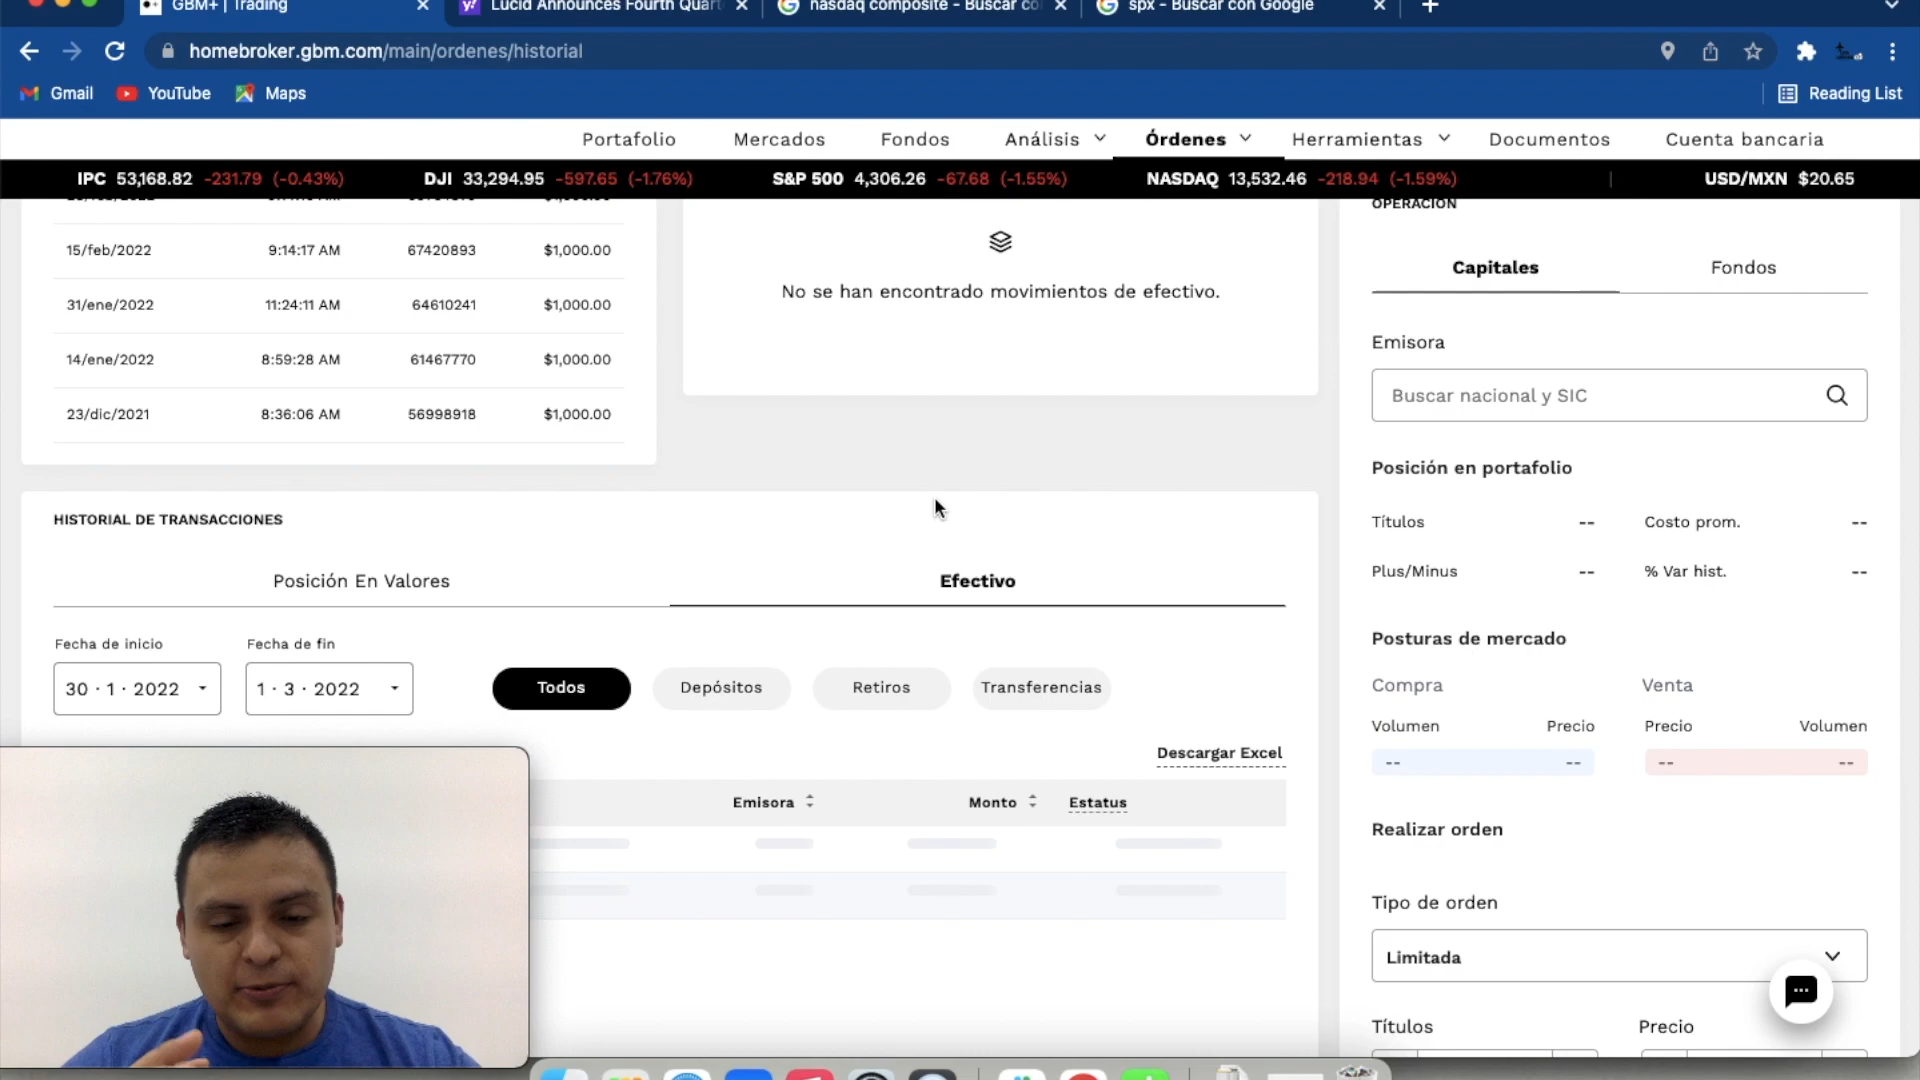 GBM+ | Trading
Lucid Announces Fourth Quart
nasdaq composite - Buscar co
spx - Buscar con Google
homebroker.gbm.com/main/ordenes/historial
Gmail
YouTube
Maps
Reading List
Portafolio
Mercados
Fondos
Análisis
Órdenes
Herramientas
Documentos
Cuenta bancaria
IPC 53,168.82 -231.79 (-0.43%)
DJI 33,294.95 -597.65 (-1.76%)
S&P 500 4,306.26 -67.68 (-1.55%)
NASDAQ 13,532.46 -218.94 (-1.59%)
USD/MXN $20.65
15/feb/2022 9:14:17 AM 67420893 $1,000.00
31/ene/2022 11:24:11 AM 64610241 $1,000.00
14/ene/2022 8:59:28 AM 61467770 $1,000.00
23/dic/2021 8:36:06 AM 56998918 $1,000.00
No se han encontrado movimientos de efectivo.
HISTORIAL DE TRANSACCIONES
Posición En Valores
Efectivo
Fecha de inicio
Fecha de fin
30 · 1 · 2022
1 · 3 · 2022
Todos
Depósitos
Retiros
Transferencias
Descargar Excel
Emisora
Monto
Estatus
OPERACIÓN
Capitales
Fondos
Emisora
Buscar nacional y SIC
Posición en portafolio
Títulos -- Costo prom. --
Plus/Minus -- % Var hist. --
Posturas de mercado
Compra
Venta
Volumen Precio Precio Volumen
-- -- -- --
Realizar orden
Tipo de orden
Limitada
Títulos
Precio